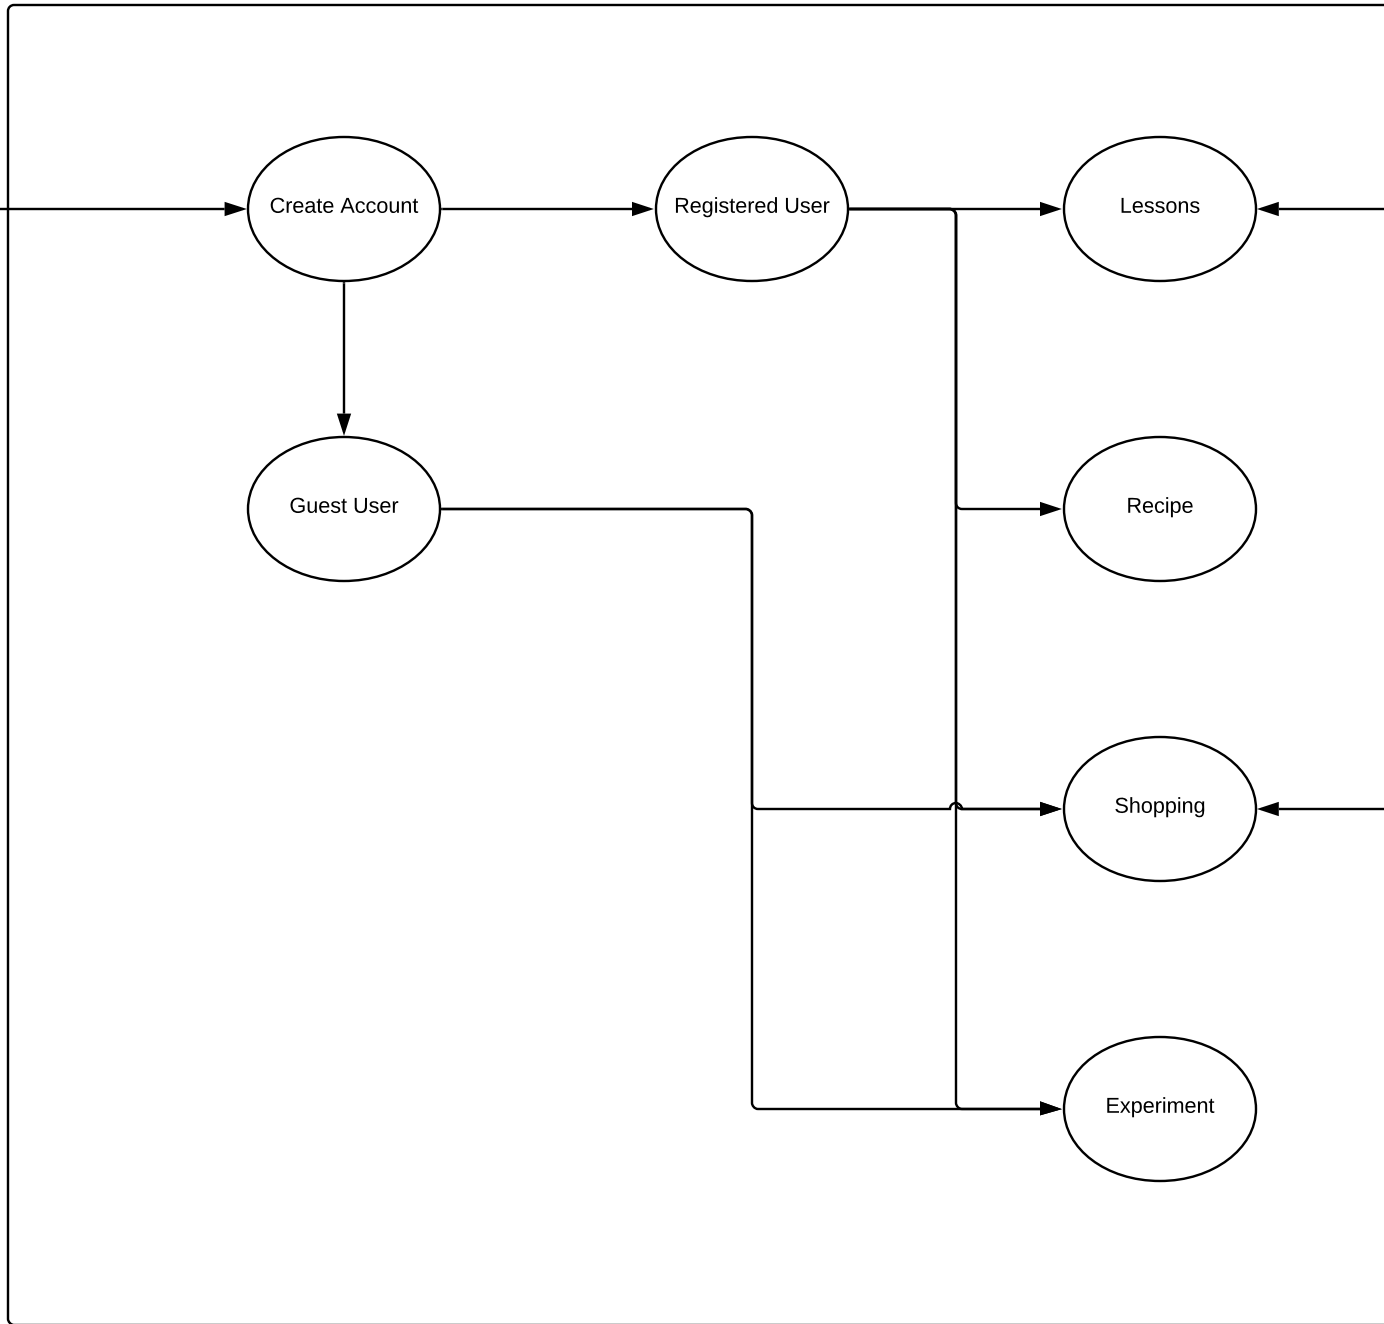 Create Account
Registered User
Lessons
Guest User
Recipe
Shopping
Experiment